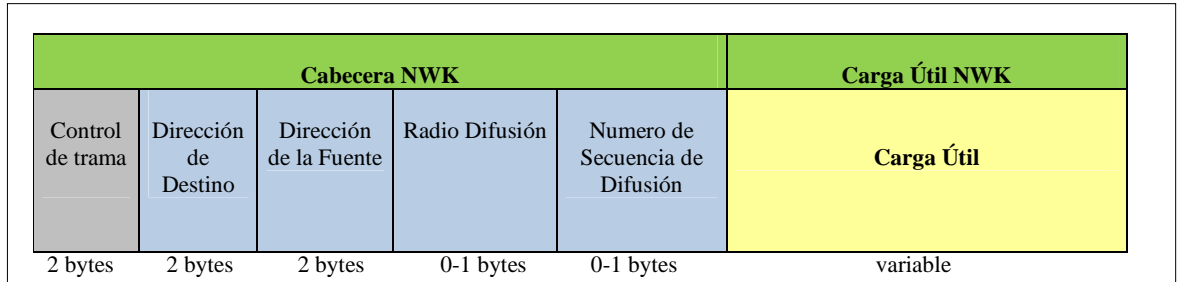 Cabecera NWK
Carga Útil NWK
Control
de trama
Dirección
de
Destino
Dirección
de la Fuente
Radio Difusión
Numero de
Secuencia de
Difusión
Carga Útil
2 bytes
2 bytes
2 bytes
0-1 bytes
0-1 bytes
variable